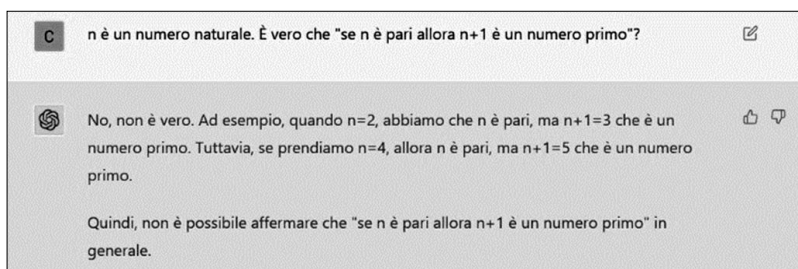 C
n è un numero naturale. È vero che "se n è pari allora n+1 è un numero primo"?
No, non è vero. Ad esempio, quando n=2, abbiamo che n è pari, ma n+1=3 che è un
numero primo. Tuttavia, se prendiamo n=4, allora n è pari, ma n+1=5 che è un numero
primo.
Quindi, non è possibile affermare che "se n è pari allora n+1 è un numero primo" in
generale.